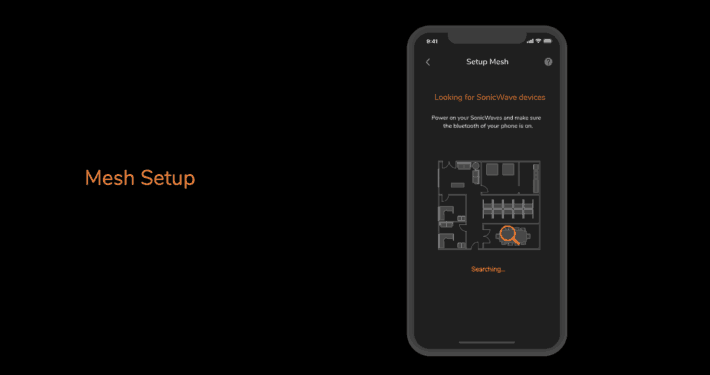 Mesh Setup
9:41
Setup Mesh
?
Looking for SonicWave devices
Power on your SonicWaves and make sure
the bluetooth of your phone is on.
Searching...